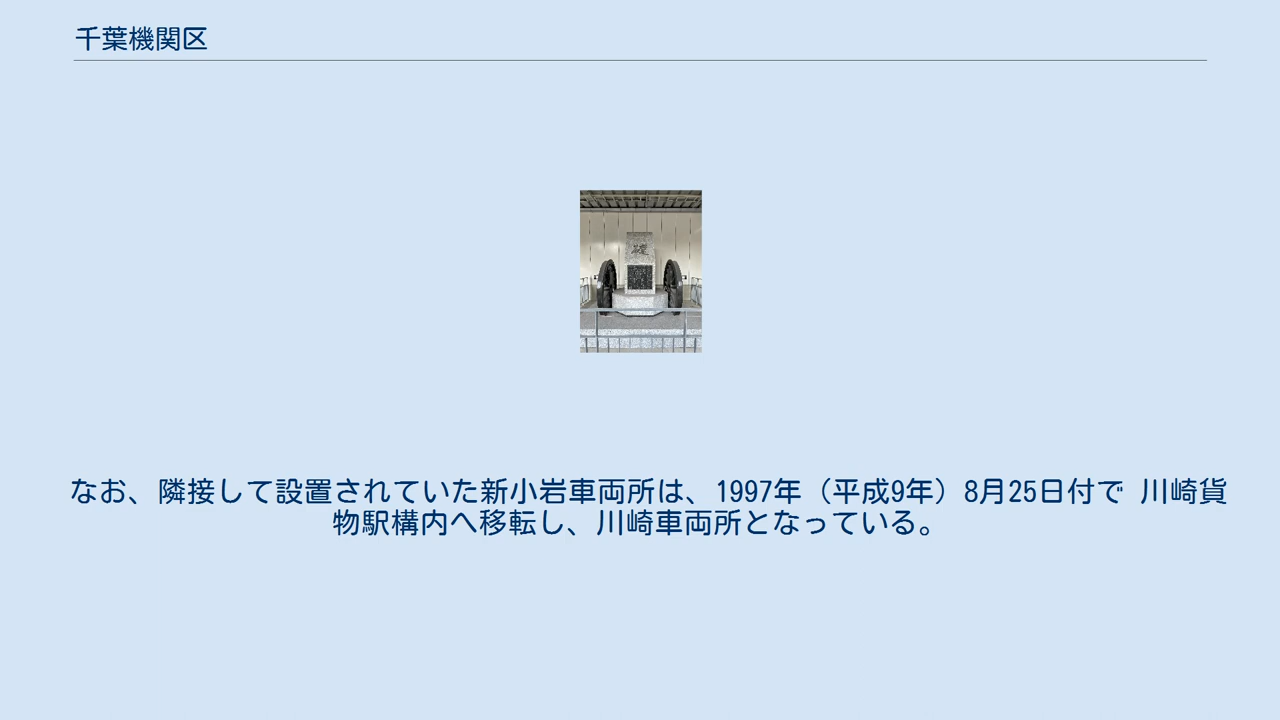 千葉機関区
なお、隣接して設置されていた新小岩車両所は、1997年（平成9年）8月25日付で 川崎貨
物駅構内へ移転し、川崎車両所となっている。